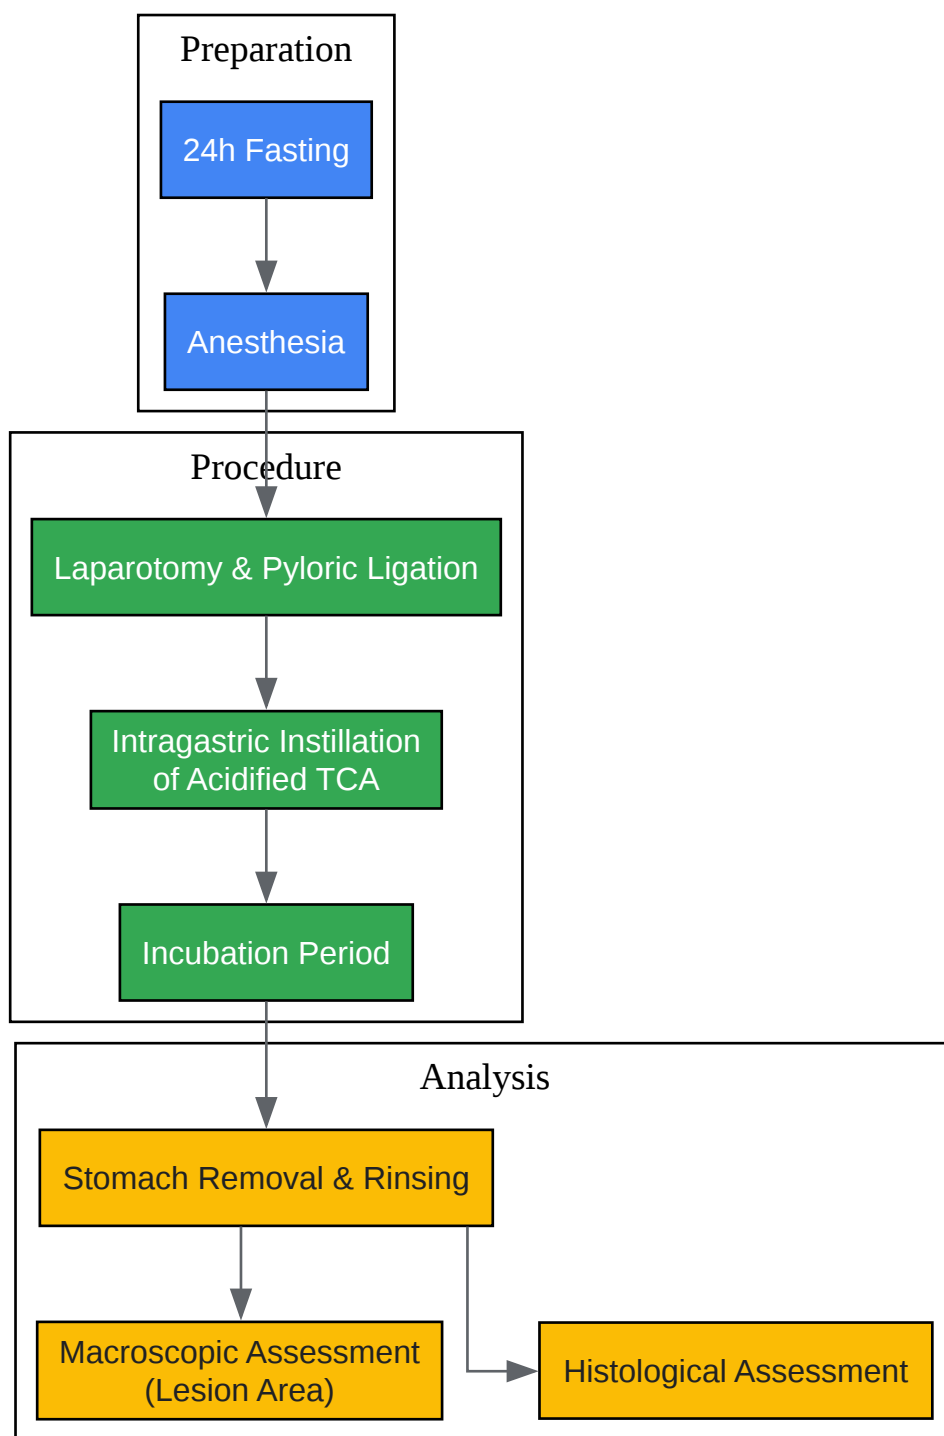 Preparation
24h Fasting
Anesthesia
Procedure
Laparotomy & Pyloric Ligation
Intragastric Instillation
of Acidified TCA
Incubation Period
Analysis
Stomach Removal & Rinsing
Macroscopic Assessment
(Lesion Area)
Histological Assessment